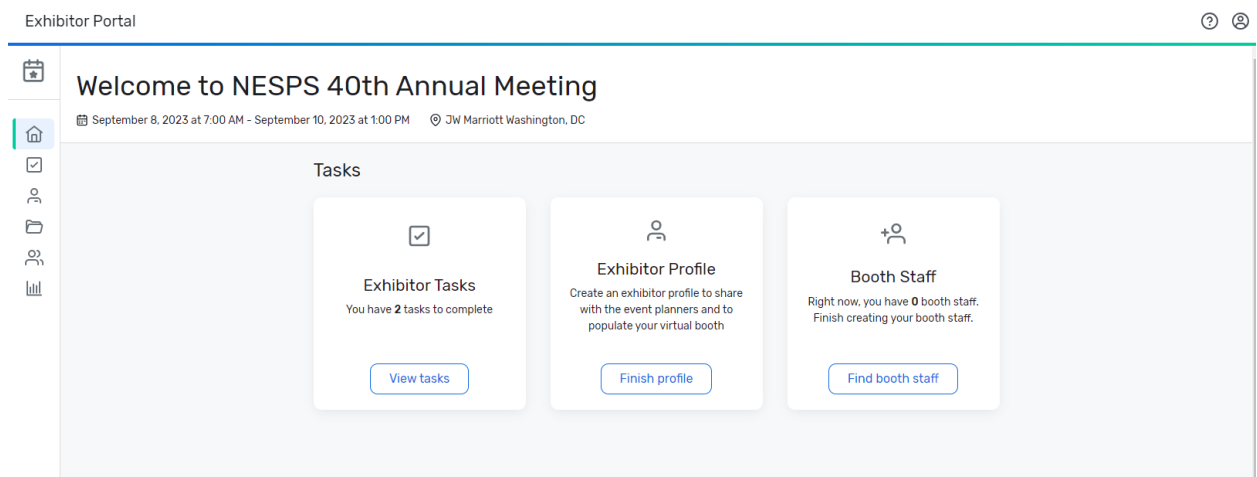 Exhibitor Portal
Welcome to NESPS 40th Annual Meeting
September 8, 2023 at 7:00 AM - September 10, 2023 at 1:00 PM
JW Marriott Washington, DC
Tasks
Exhibitor Tasks
You have 2 tasks to complete
View tasks
Exhibitor Profile
Create an exhibitor profile to share
with the event planners and to
populate your virtual booth
Finish profile
Booth Staff
Right now, you have 0 booth staff.
Finish creating your booth staff.
Find booth staff